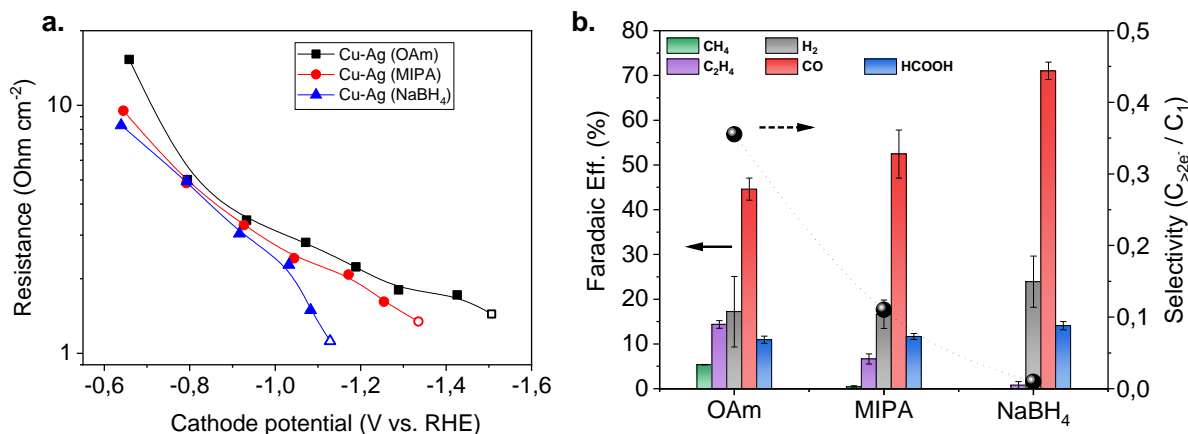 a.
Cu-Ag (OAm)
Cu-Ag (MIPA)
Cu-Ag (NaBH₄)
Resistance (Ohm cm⁻²)
10
1
-0,6 -0,8 -1,0 -1,2 -1,4 -1,6
Cathode potential (V vs. RHE)
b.
CH₄ H₂
C₂H₄ CO HCOOH
Faradaic Eff. (%)
80
70
60
50
40
30
20
10
0
OAm MIPA NaBH₄
0,5
0,4
0,3
0,2
0,1
0,0
Selectivity (C>2e⁻ / C₁)